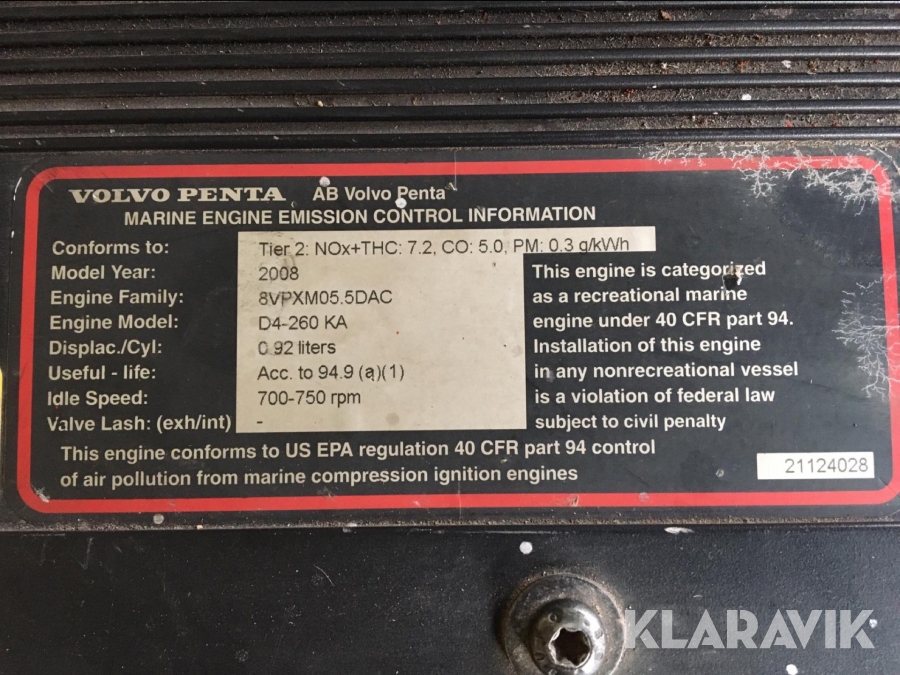 VOLVO PENTA AB Volvo Penta
MARINE ENGINE EMISSION CONTROL INFORMATION
Conforms to: Tier 2: NOx+THC: 7.2, CO: 5.0, PM: 0.3 g/kWh
Model Year: 2008
Engine Family: 8VPXM05.5DAC
Engine Model: D4-260 KA
Displac./Cyl: 0.92 liters
Useful - life: Acc. to 94.9 (a)(1)
Idle Speed: 700-750 rpm
Valve Lash: (exh/int) -
This engine is categorized
as a recreational marine
engine under 40 CFR part 94.
Installation of this engine
in any nonrecreational vessel
is a violation of federal law
subject to civil penalty
This engine conforms to US EPA regulation 40 CFR part 94 control
of air pollution from marine compression ignition engines
21124028
KLARAVIK